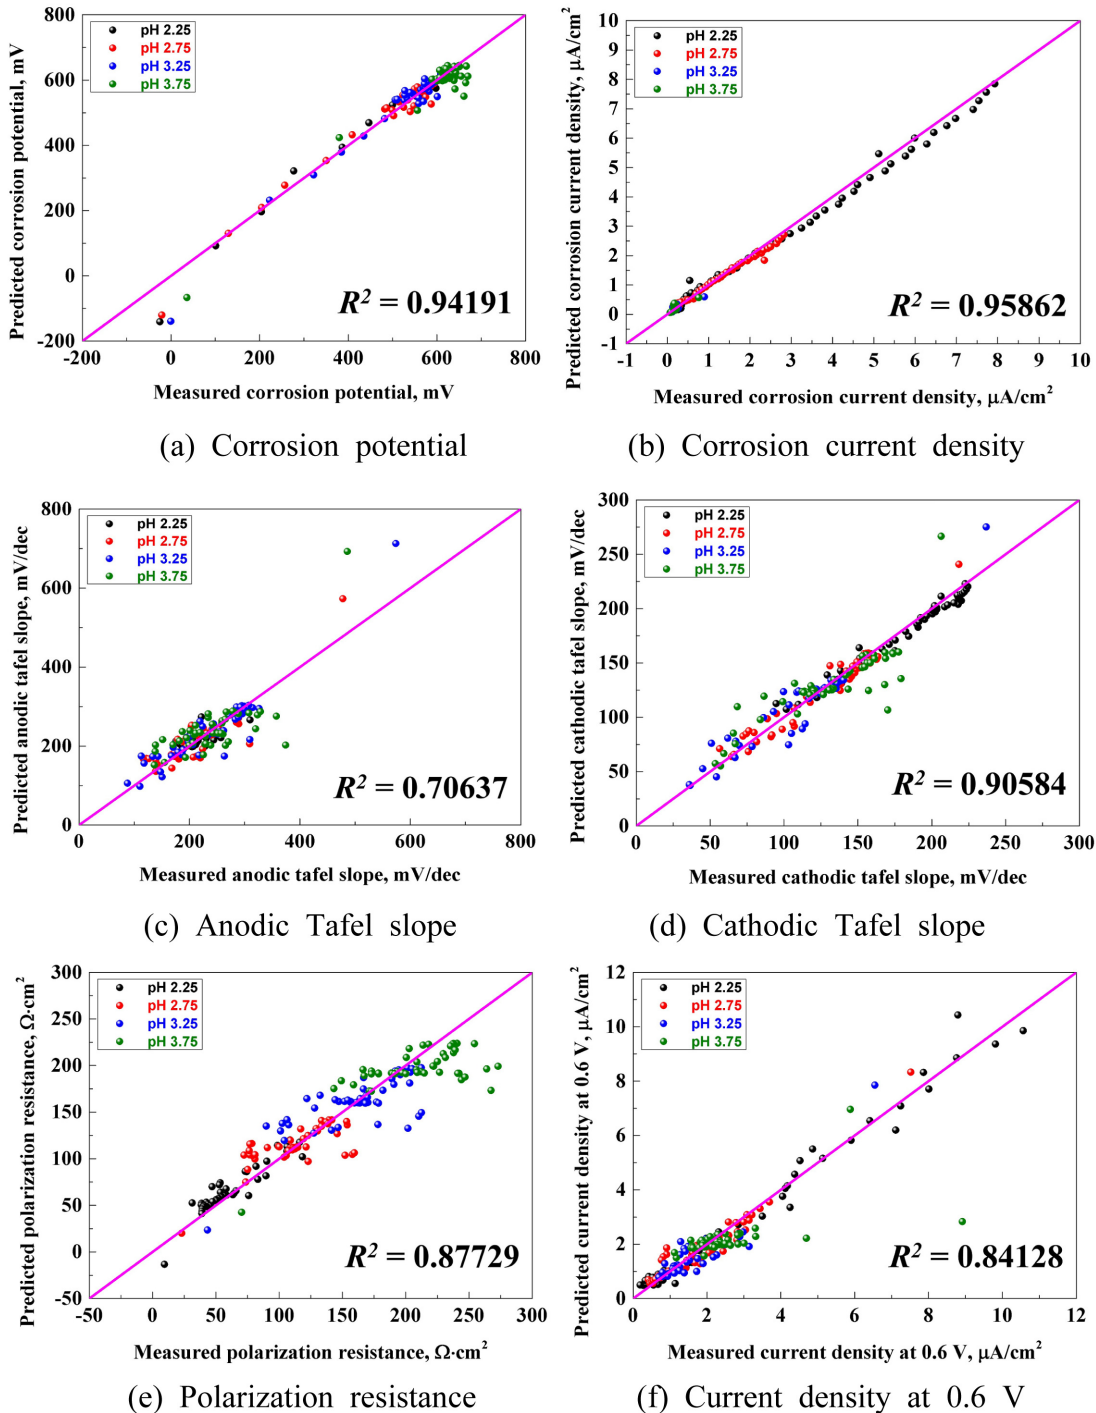 800
600
400
200
0
-200
-200
0
200
400
600
800
pH 2.25
pH 2.75
pH 3.25
pH 3.75
R² = 0.94191
Predicted corrosion potential, mV
Measured corrosion potential, mV
(a) Corrosion potential
10
9
8
7
6
5
4
3
2
1
0
-1
-1
0
1
2
3
4
5
6
7
8
9
10
pH 2.25
pH 2.75
pH 3.25
pH 3.75
R² = 0.95862
Predicted corrosion current density, μA/cm²
Measured corrosion current density, μA/cm²
(b) Corrosion current density
800
600
400
200
0
0
200
400
600
800
pH 2.25
pH 2.75
pH 3.25
pH 3.75
R² = 0.70637
Predicted anodic tafel slope, mV/dec
Measured anodic tafel slope, mV/dec
(c) Anodic Tafel slope
300
250
200
150
100
50
0
0
50
100
150
200
250
300
pH 2.25
pH 2.75
pH 3.25
pH 3.75
R² = 0.90584
Predicted cathodic tafel slope, mV/dec
Measured cathodic tafel slope, mV/dec
(d) Cathodic Tafel slope
300
250
200
150
100
50
0
-50
-50
0
50
100
150
200
250
300
pH 2.25
pH 2.75
pH 3.25
pH 3.75
R² = 0.87729
Predicted polarization resistance, Ω·cm²
Measured polarization resistance, Ω·cm²
(e) Polarization resistance
12
10
8
6
4
2
0
0
2
4
6
8
10
12
pH 2.25
pH 2.75
pH 3.25
pH 3.75
R² = 0.84128
Predicted current density at 0.6 V, μA/cm²
Measured current density at 0.6 V, μA/cm²
(f) Current density at 0.6 V